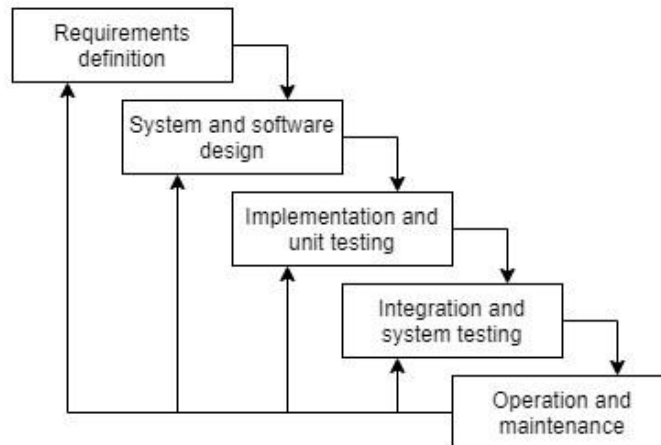 Requirements
definition
System and software
design
Implementation and
unit testing
Integration and
system testing
Operation and
maintenance